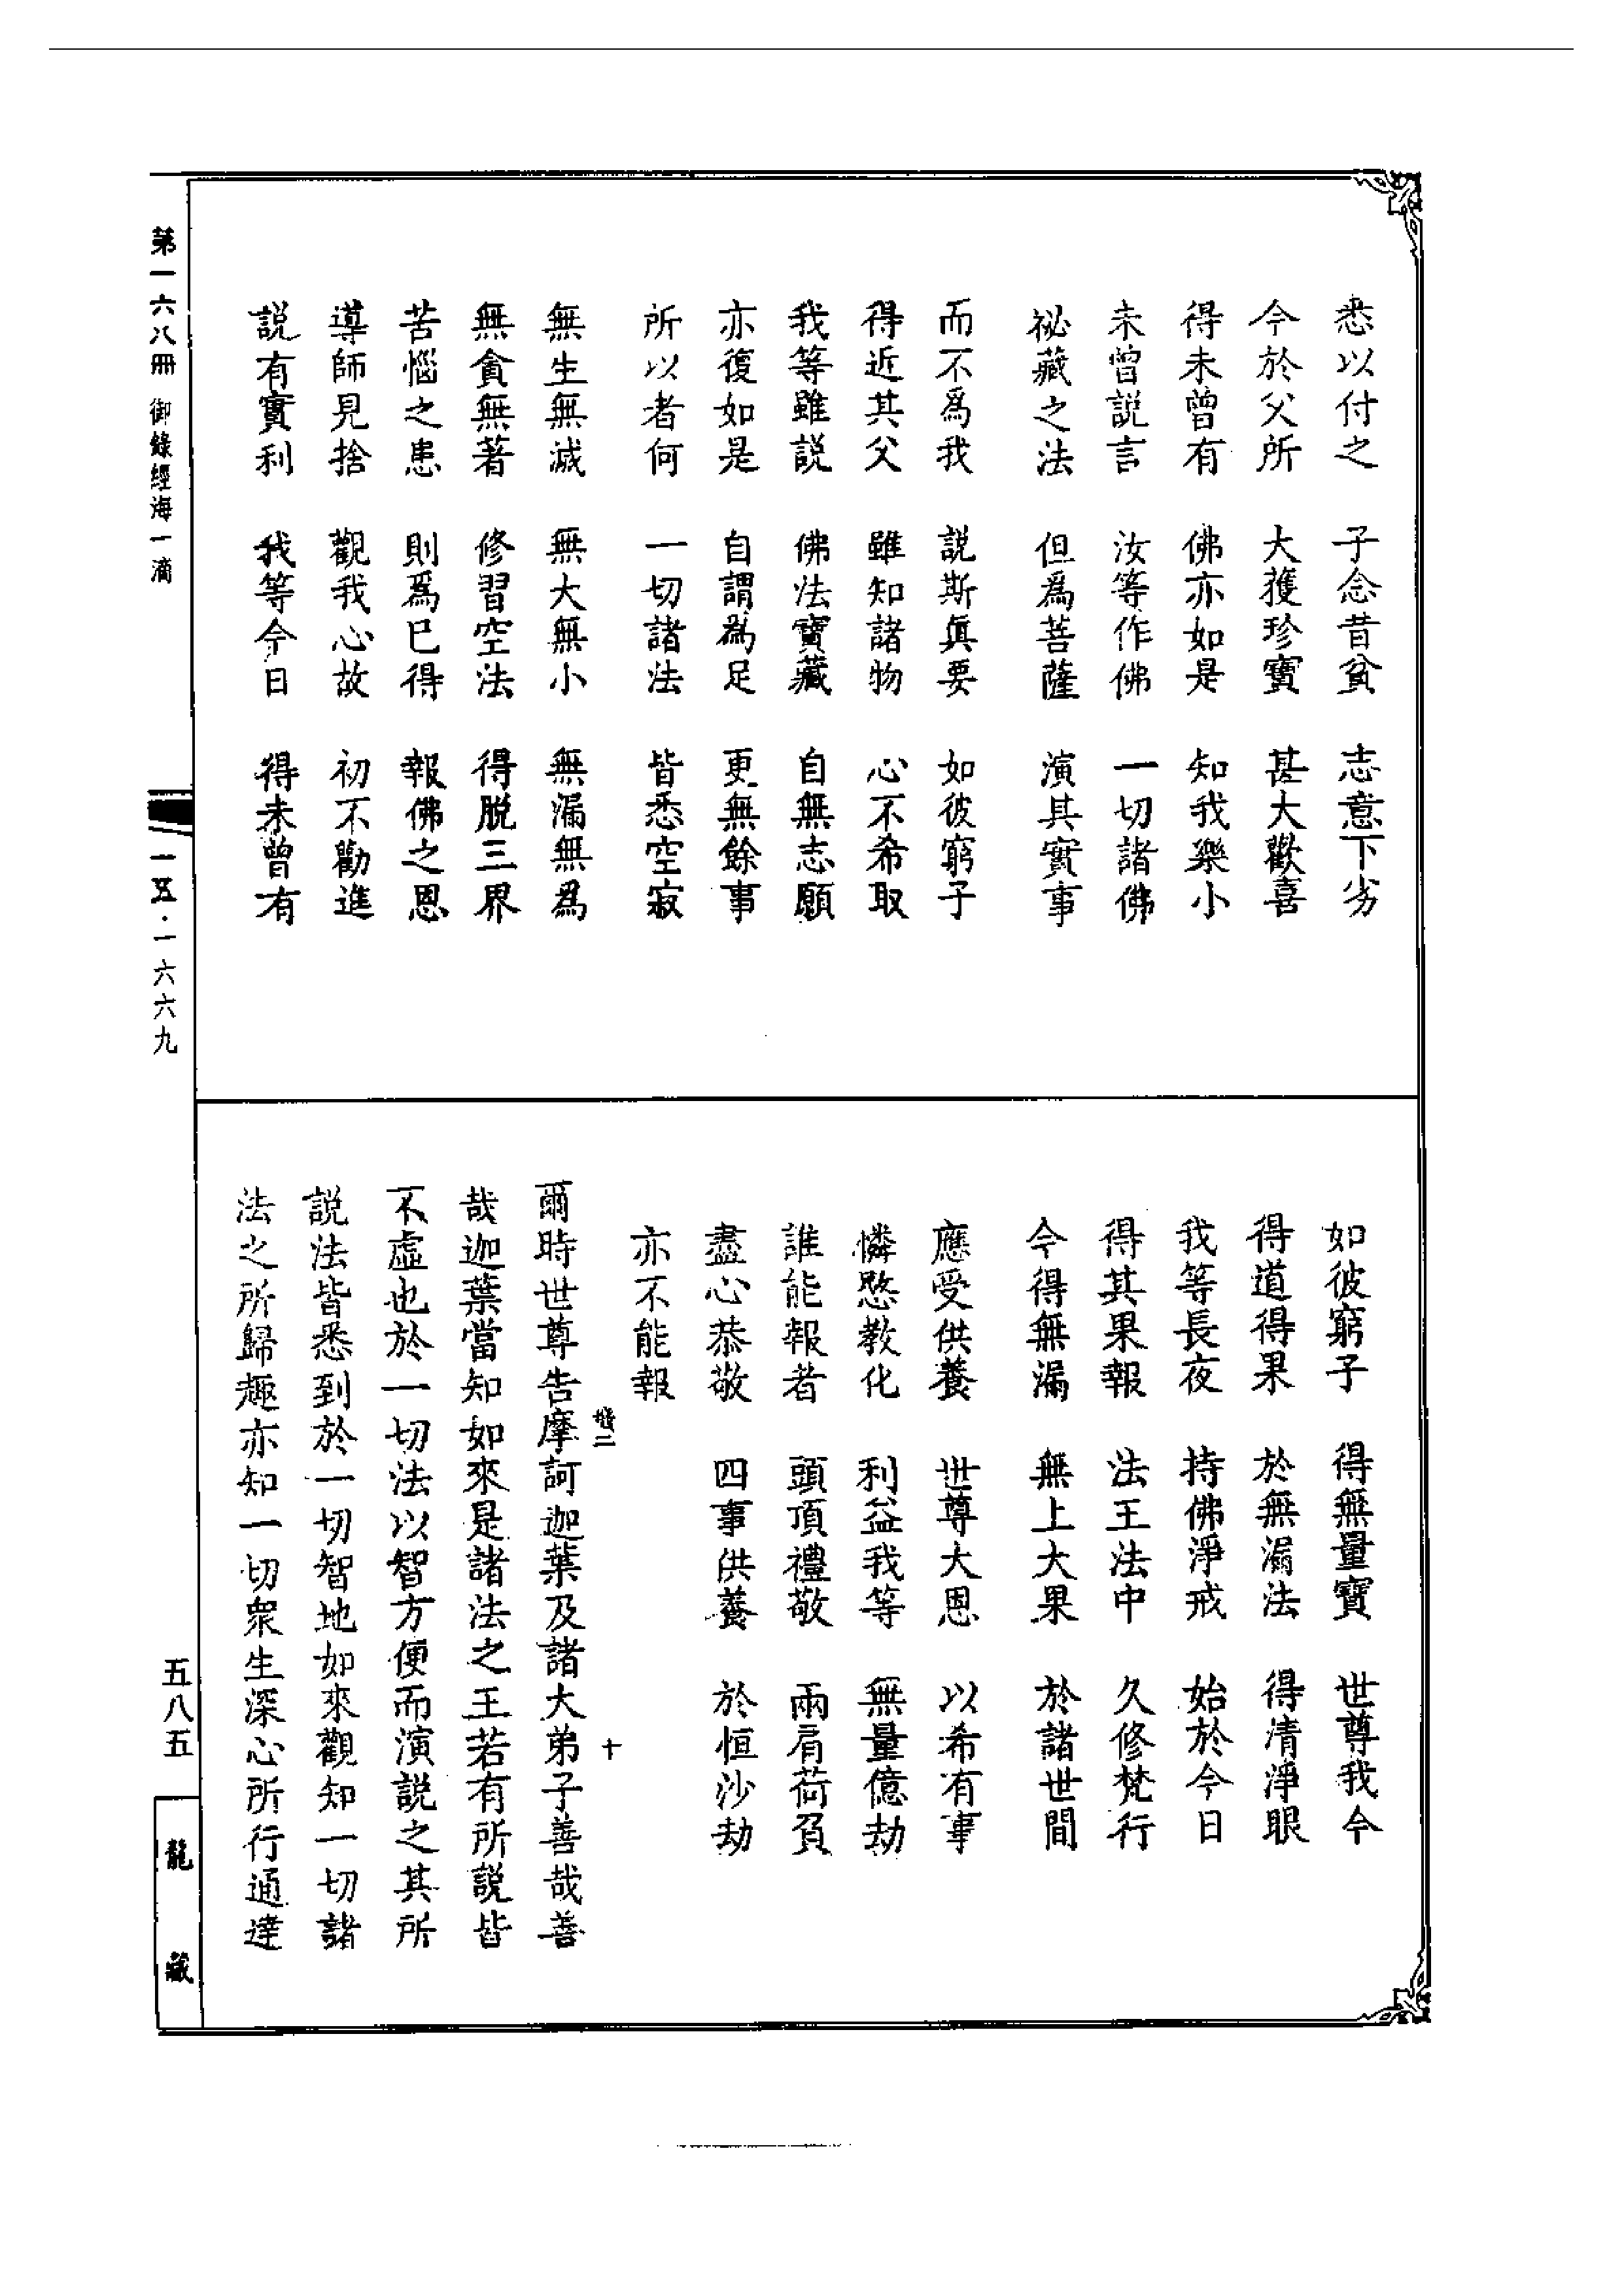 悉以付之　子念昔貧　志意下劣
今於父所　大獲珍寶　甚大歡喜
得未曾有　佛亦如是　知我樂小
未曾説言　汝等作佛　一切諸佛
祕藏之法　但爲菩薩　演其實事
而不爲我　説斯眞要　如彼窮子
得近其父　雖知諸物　心不希取
我等雖説　佛法寶藏　自無志願
亦復如是　自謂爲足　更無餘事
所以者何　一切諸法　皆悉空寂
無生無滅　無大無小　無漏無爲
無貪無著　修習空法　得脱三界
苦惱之患　則爲已得　報佛之恩
導師見捨　觀我心故　初不勸進
説有實利　我等今日　得未曾有
如彼窮子　得無量寶　世尊我今
得道得果　於無漏法　得清淨眼
我等長夜　持佛淨戒　始於今日
得其果報　法王法中　久修梵行
今得無漏　無上大果　於諸世間
應受供養　世尊大恩　以希有事
憐愍教化　利益我等　無量億劫
誰能報者　頭頂禮敬　兩肩荷負
盡心恭敬　四事供養　於恒沙劫
亦不能報
二　十
爾時世尊告摩訶迦葉及諸大弟子善哉善
哉迦葉當知如來是諸法之王若有所説皆
不虛也於一切法以智方便而演説之其所
説法皆悉到於一切智地如來觀知一切諸
法之所歸趣亦知一切衆生深心所行通達
第一六八冊　御錄經海一滴
一五·一六六九
五八五
龍藏